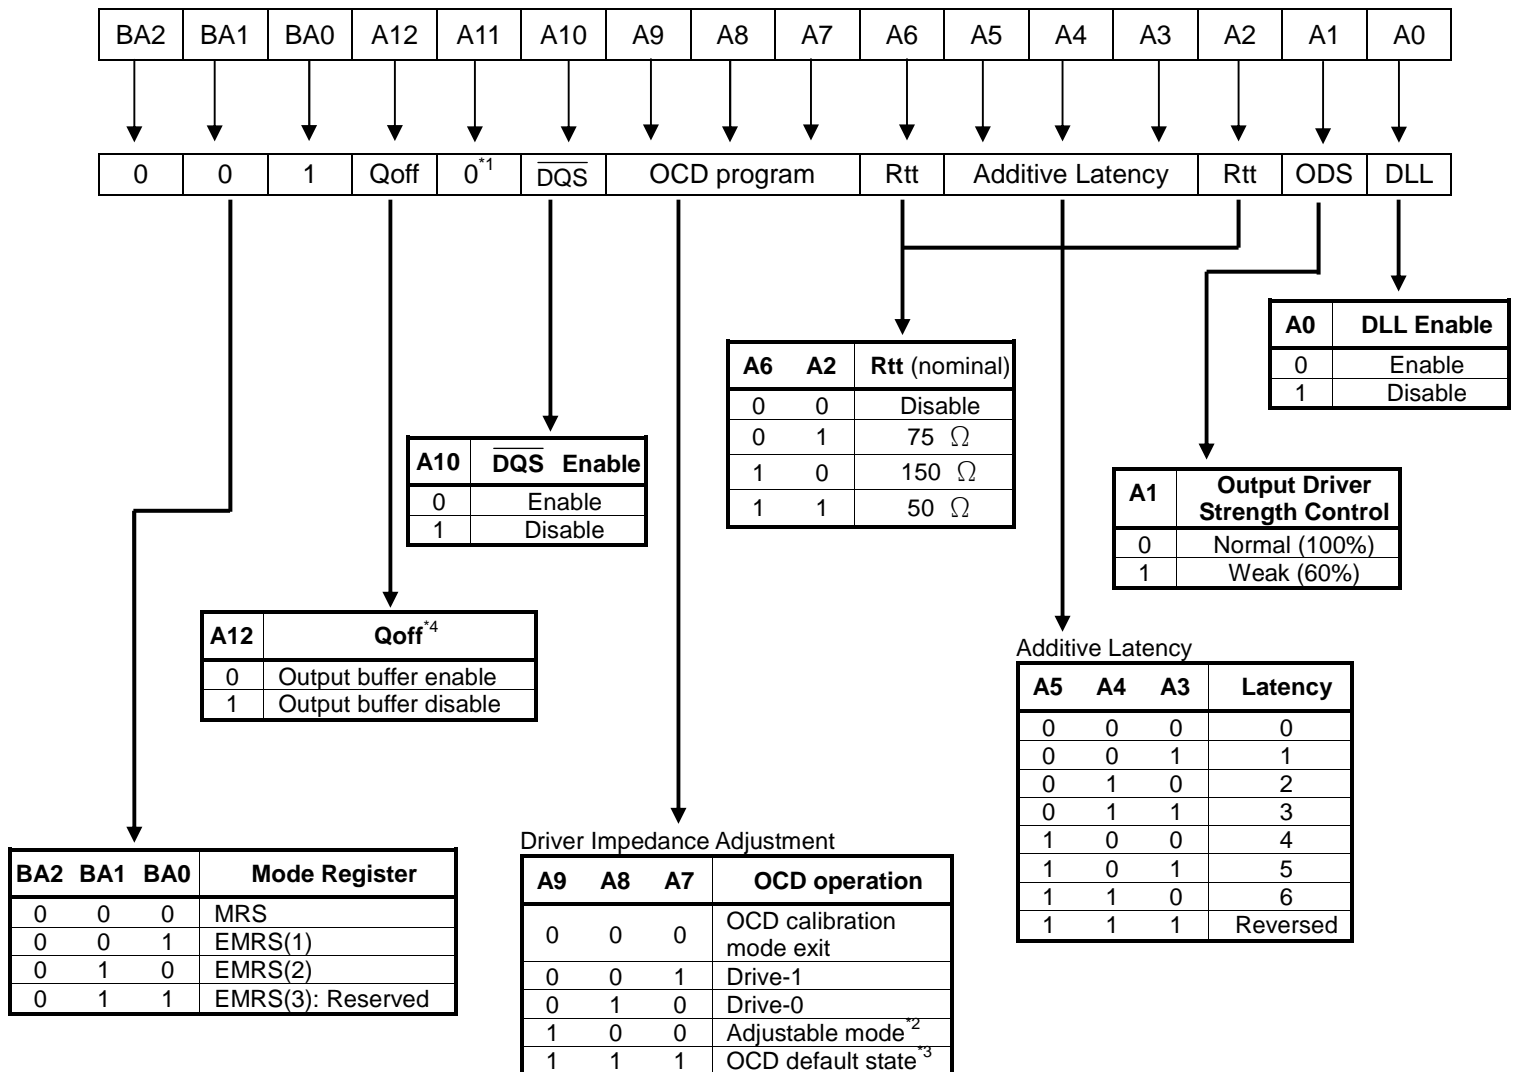 BA2 BA1 BA0 A12 A11 A10 A9 A8 A7 A6 A5 A4 A3 A2 A1 A0
0 0 1 Qoff 0*1 D̅Q̅S̅ OCD program Rtt Additive Latency Rtt ODS DLL
A0 DLL Enable
0 Enable
1 Disable
A6 A2 Rtt (nominal)
0 0 Disable
0 1 75 Ω
1 0 150 Ω
1 1 50 Ω
A10 D̅Q̅S̅ Enable
0 Enable
1 Disable
A1 Output Driver
Strength Control
0 Normal (100%)
1 Weak (60%)
A12 Qoff*4
0 Output buffer enable
1 Output buffer disable
Additive Latency
A5 A4 A3 Latency
0 0 0 0
0 0 1 1
0 1 0 2
0 1 1 3
1 0 0 4
1 0 1 5
1 1 0 6
1 1 1 Reversed
BA2 BA1 BA0 Mode Register
0 0 0 MRS
0 0 1 EMRS(1)
0 1 0 EMRS(2)
0 1 1 EMRS(3): Reserved
Driver Impedance Adjustment
A9 A8 A7 OCD operation
0 0 0 OCD calibration
mode exit
0 0 1 Drive-1
0 1 0 Drive-0
1 0 0 Adjustable mode*2
1 1 1 OCD default state*3